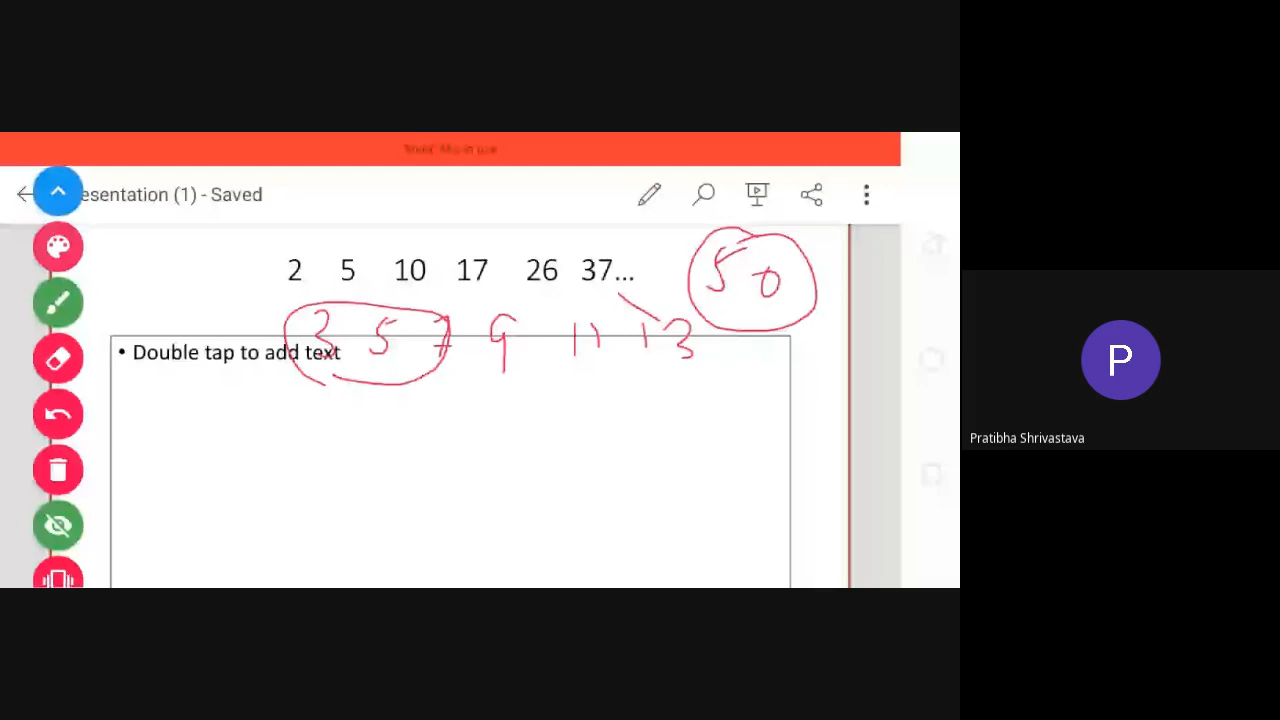 esentation (1) - Saved
2 5 10 17 26 37... 50
3 5 7 9 11 13
• Double tap to add text
P
Pratibha Shrivastava